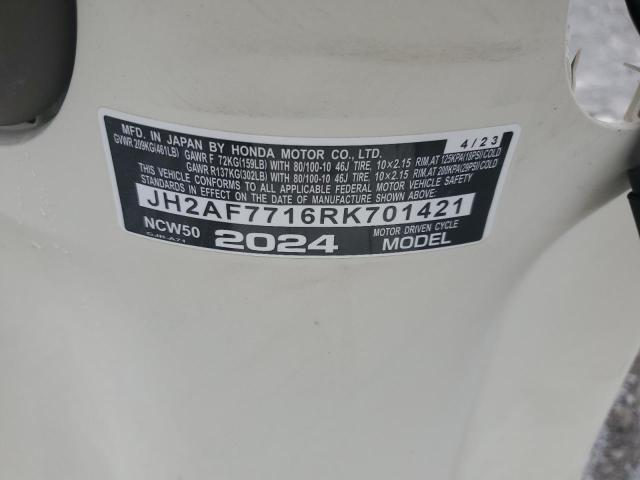 MFD. IN JAPAN BY HONDA MOTOR CO., LTD. 4/23
GVWR 209KG(461LB) GAWR F 72KG(159LB) WITH 80/100-10 46J TIRE, 10×2.15 RIM,AT 125KPA(18PSI)/COLD
GAWR R137KG(302LB) WITH 80/100-10 46J TIRE, 10×2.15 RIM,AT 200KPA(29PSI)/COLD
THIS VEHICLE CONFORMS TO ALL APPLICABLE FEDERAL MOTOR VEHICLE
SAFETY STANDARDS IN EFFECT ON THE DATE OF MANUFACTURE SHOWN ABOVE.
JH2AF7716RK701421
NCW50 2024 MOTOR DRIVEN CYCLE
GJR-A71 MODEL